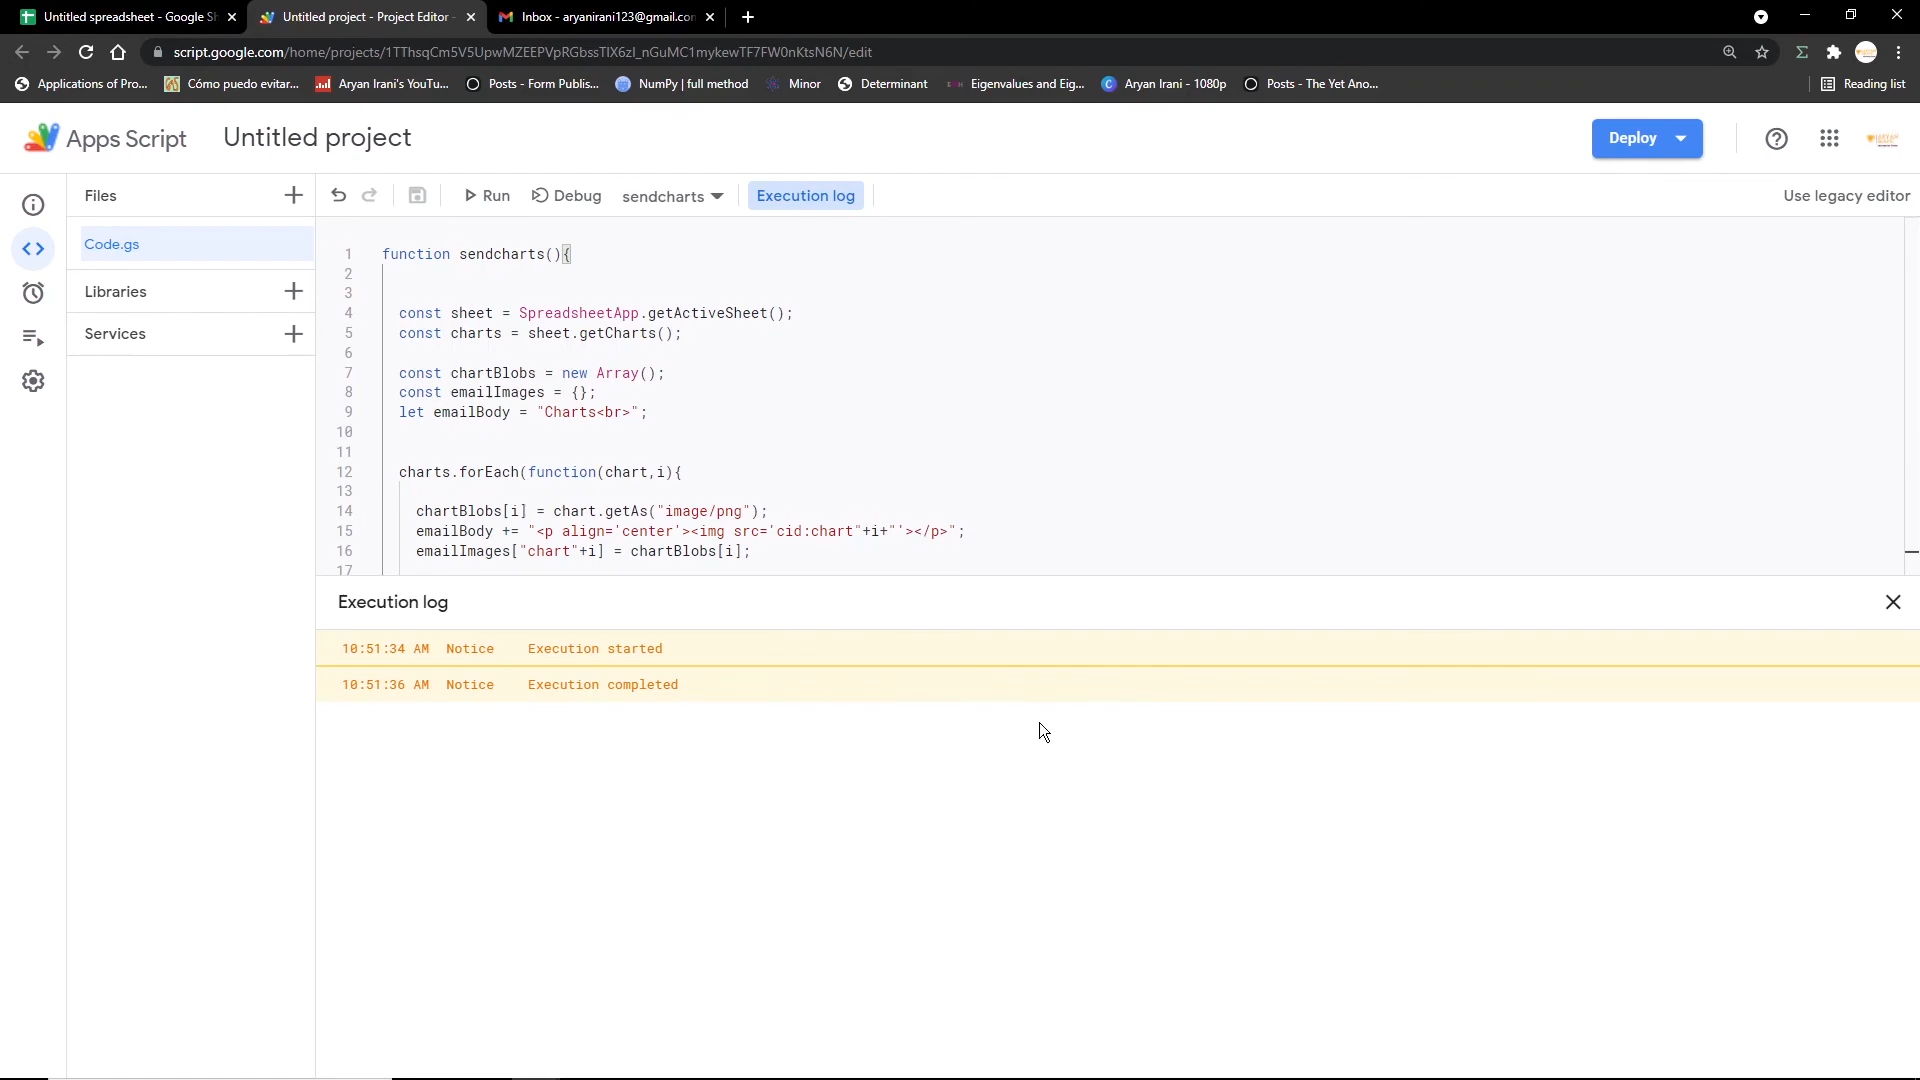 Untitled spreadsheet - Google Sh
Untitled project - Project Editor -
Inbox - aryanirani123@gmail.com
script.google.com/home/projects/1TThsqCm5V5UpwMZEEPVpRGbssTIX6zI_nGuMC1mykewTF7FW0nKtsN6N/edit
Applications of Pro...
Cómo puedo evitar...
Aryan Irani's YouTu...
Posts - Form Publis...
NumPy | full method
Minor
Determinant
Eigenvalues and Eig...
Aryan Irani - 1080p
Posts - The Yet Ano...
Reading list
Apps Script
Untitled project
Deploy
Files
Run
Debug
sendcharts
Execution log
Use legacy editor
Code.gs
Libraries
Services
1 function sendcharts(){
2
3
4 const sheet = SpreadsheetApp.getActiveSheet();
5 const charts = sheet.getCharts();
6
7 const chartBlobs = new Array();
8 const emailImages = {};
9 let emailBody = "Charts<br>";
10
11
12 charts.forEach(function(chart,i){
13
14 chartBlobs[i] = chart.getAs("image/png");
15 emailBody += "<p align='center'><img src='cid:chart"+i+"'></p>";
16 emailImages["chart"+i] = chartBlobs[i];
17
Execution log
10:51:34 AM Notice Execution started
10:51:36 AM Notice Execution completed